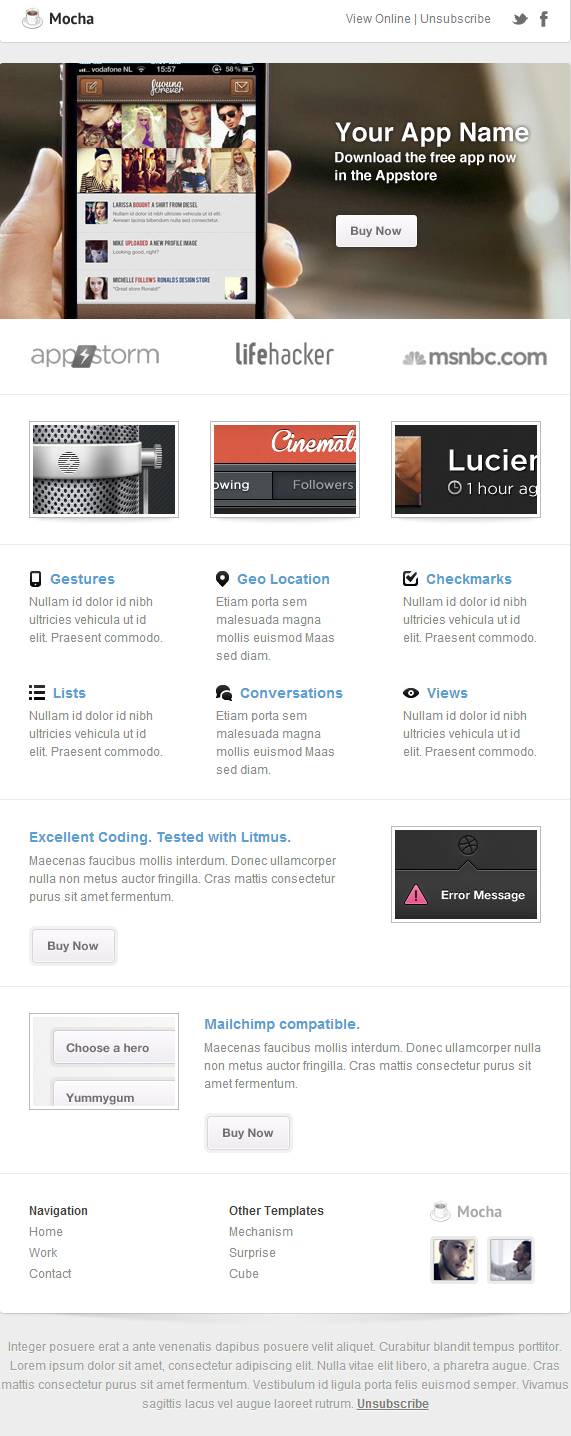 Mocha
View Online | Unsubscribe
vodafone NL 15:57 58 %
young
forever
LARISSA BOUGHT A SHIRT FROM DIESEL
Nullam id dolor id nibh ultricies vehicula ut id elit.
Aenean lacinia bibendum nulla sed consectetur.
MIKE UPLOADED A NEW PROFILE IMAGE
Looking good, right?
MICHELLE FOLLOWS RONALDS DESIGN STORE
"Great store Ronald!"
Your App Name
Download the free app now
in the Appstore
Buy Now
appstorm
lifehacker
msnbc.com
Cinemat
owing
Followers
Lucien
1 hour ag
Gestures
Nullam id dolor id nibh
ultricies vehicula ut id
elit. Praesent commodo.
Geo Location
Etiam porta sem
malesuada magna
mollis euismod Maas
sed diam.
Checkmarks
Nullam id dolor id nibh
ultricies vehicula ut id
elit. Praesent commodo.
Lists
Nullam id dolor id nibh
ultricies vehicula ut id
elit. Praesent commodo.
Conversations
Etiam porta sem
malesuada magna
mollis euismod Maas
sed diam.
Views
Nullam id dolor id nibh
ultricies vehicula ut id
elit. Praesent commodo.
Excellent Coding. Tested with Litmus.
Maecenas faucibus mollis interdum. Donec ullamcorper
nulla non metus auctor fringilla. Cras mattis consectetur
purus sit amet fermentum.
Buy Now
Error Message
Choose a hero
Yummygum
Mailchimp compatible.
Maecenas faucibus mollis interdum. Donec ullamcorper nulla
non metus auctor fringilla. Cras mattis consectetur purus sit
amet fermentum.
Buy Now
Navigation
Home
Work
Contact
Other Templates
Mechanism
Surprise
Cube
Mocha
Integer posuere erat a ante venenatis dapibus posuere velit aliquet. Curabitur blandit tempus porttitor.
Lorem ipsum dolor sit amet, consectetur adipiscing elit. Nulla vitae elit libero, a pharetra augue. Cras
mattis consectetur purus sit amet fermentum. Vestibulum id ligula porta felis euismod semper. Vivamus
sagittis lacus vel augue laoreet rutrum. Unsubscribe